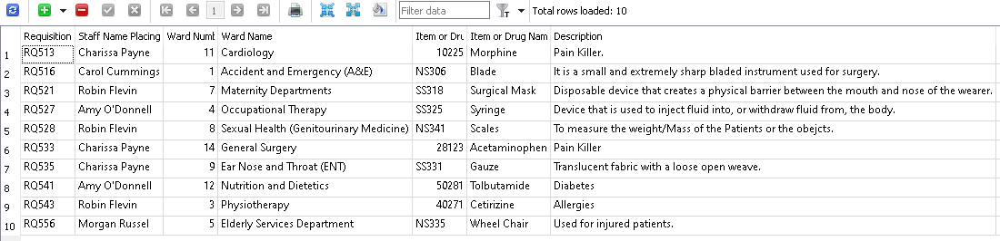 1 Filter data Total rows loaded: 10
Requisition Staff Name Placing Ward Numb Ward Name Item or Dru Item or Drug Nam Description
1 RQ513 Charissa Payne 11 Cardiology 10225 Morphine Pain Killer.
2 RQ516 Carol Cummings 1 Accident and Emergency (A&E) NS306 Blade It is a small and extremely sharp bladed instrument used for surgery.
3 RQ521 Robin Flevin 7 Maternity Departments SS318 Surgical Mask Disposable device that creates a physical barrier between the mouth and nose of the wearer.
4 RQ527 Amy O'Donnell 4 Occupational Therapy SS325 Syringe Device that is used to inject fluid into, or withdraw fluid from, the body.
5 RQ528 Robin Flevin 8 Sexual Health (Genitourinary Medicine) NS341 Scales To measure the weight/Mass of the Patients or the obejcts.
6 RQ533 Charissa Payne 14 General Surgery 28123 Acetaminophen Pain Killer
7 RQ535 Charissa Payne 9 Ear Nose and Throat (ENT) SS331 Gauze Translucent fabric with a loose open weave.
8 RQ541 Amy O'Donnell 12 Nutrition and Dietetics 50281 Tolbutamide Diabetes
9 RQ543 Robin Flevin 3 Physiotherapy 40271 Cetirizine Allergies
10 RQ556 Morgan Russel 5 Elderly Services Department NS335 Wheel Chair Used for injured patients.